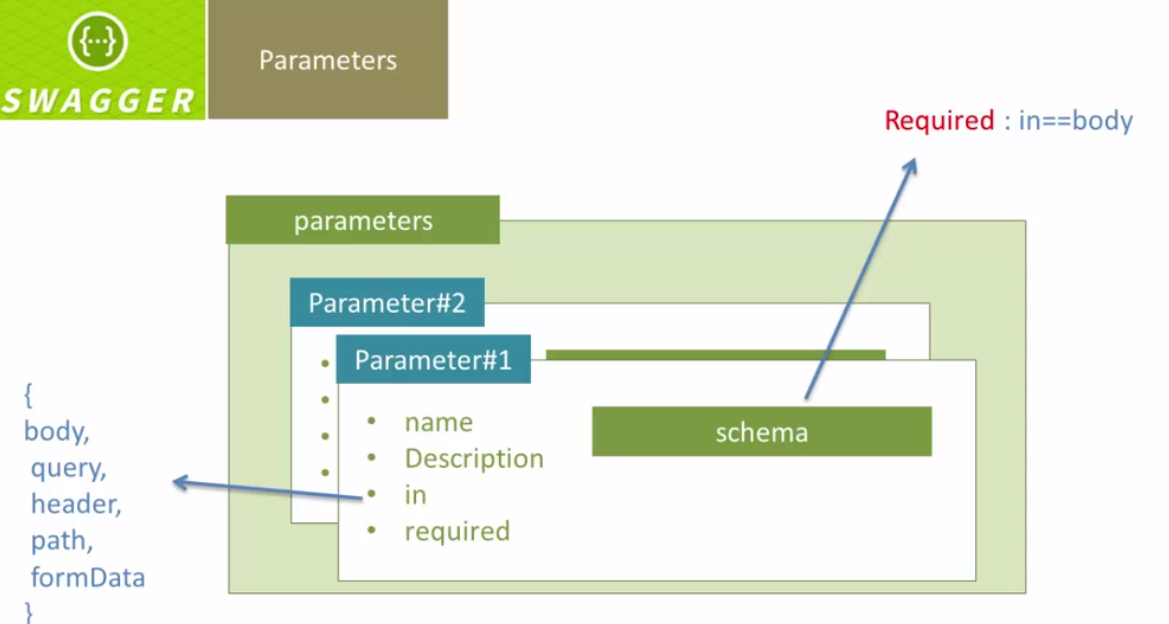 {···}
SWAGGER
Parameters
Required : in==body
parameters
Parameter#2
Parameter#1
• name
• Description
• in
• required
schema
{
body,
query,
header,
path,
formData
}